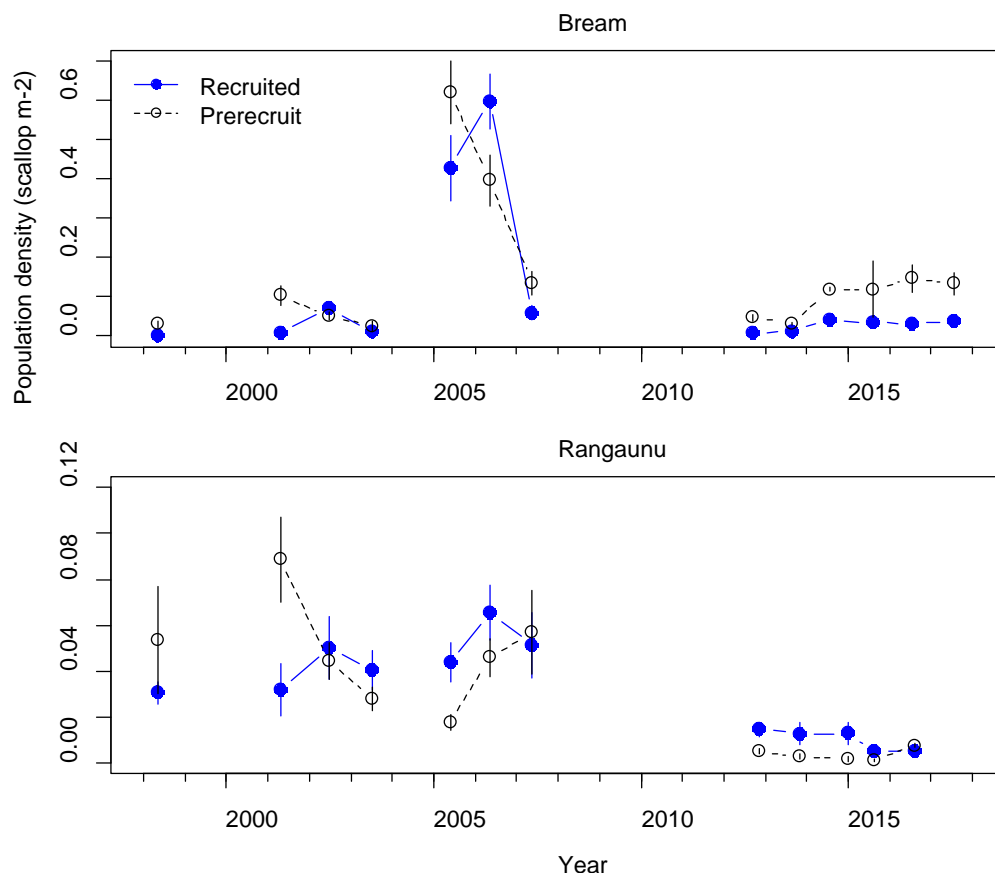 Bream
Population density (scallop m-2)
0.6
0.4
0.2
0.0
Recruited
Prerecruit
2000 2005 2010 2015
Rangaunu
0.12
0.08
0.04
0.00
2000 2005 2010 2015
Year